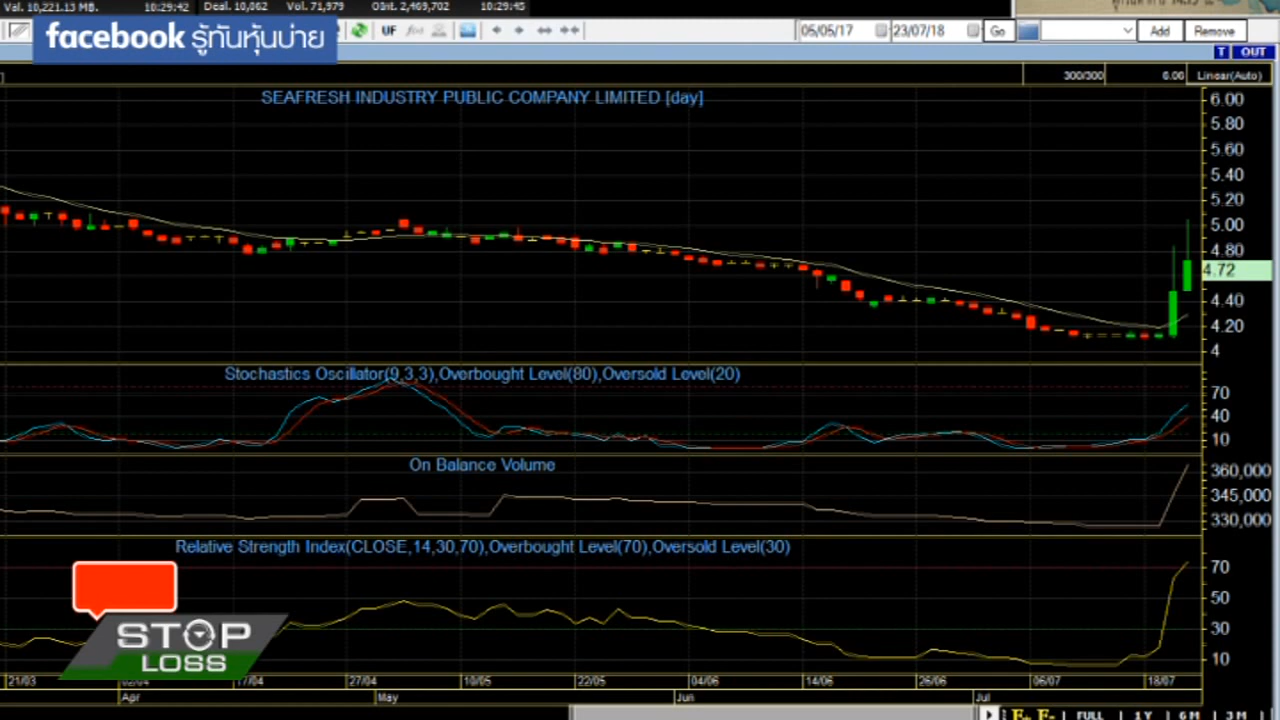 Val. 10,221.13 MB. 10:29:42 Deal. 10,062 Vol. 71,979 O.Int. 2,469,702 10:29:45
facebook รู้ทันหุ้นบ่าย
UF 05/05/17 23/07/18 Go Add Remove
T OUT
300/300 6.06 Linear(Auto)
SEAFRESH INDUSTRY PUBLIC COMPANY LIMITED [day]
6.00
5.80
5.60
5.40
5.20
5.00
4.80
4.72
4.40
4.20
4
Stochastics Oscillator(9,3,3),Overbought Level(80),Oversold Level(20)
70
40
10
On Balance Volume
360,000
345,000
330,000
Relative Strength Index(CLOSE,14,30,70),Overbought Level(70),Oversold Level(30)
70
50
30
10
STOP
LOSS
21/03 02/04 17/04 27/04 10/05 22/05 04/06 14/06 26/06 06/07 18/07
Apr May Jun Jul
E+ E- FULL 1Y 6M 3M